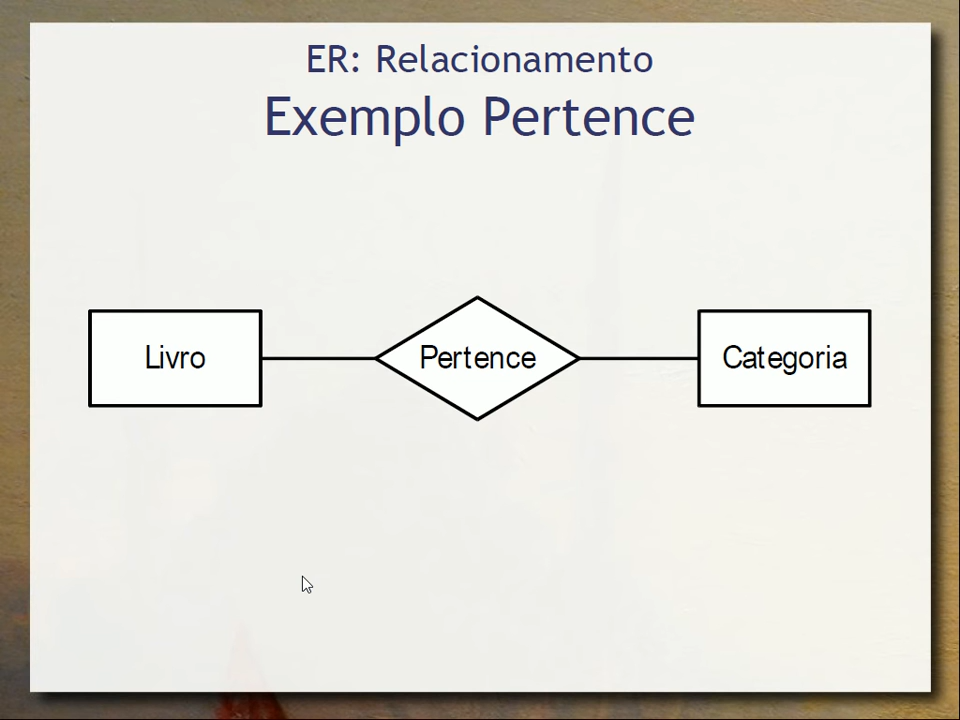 ER: Relacionamento
Exemplo Pertence
Livro
Pertence
Categoria